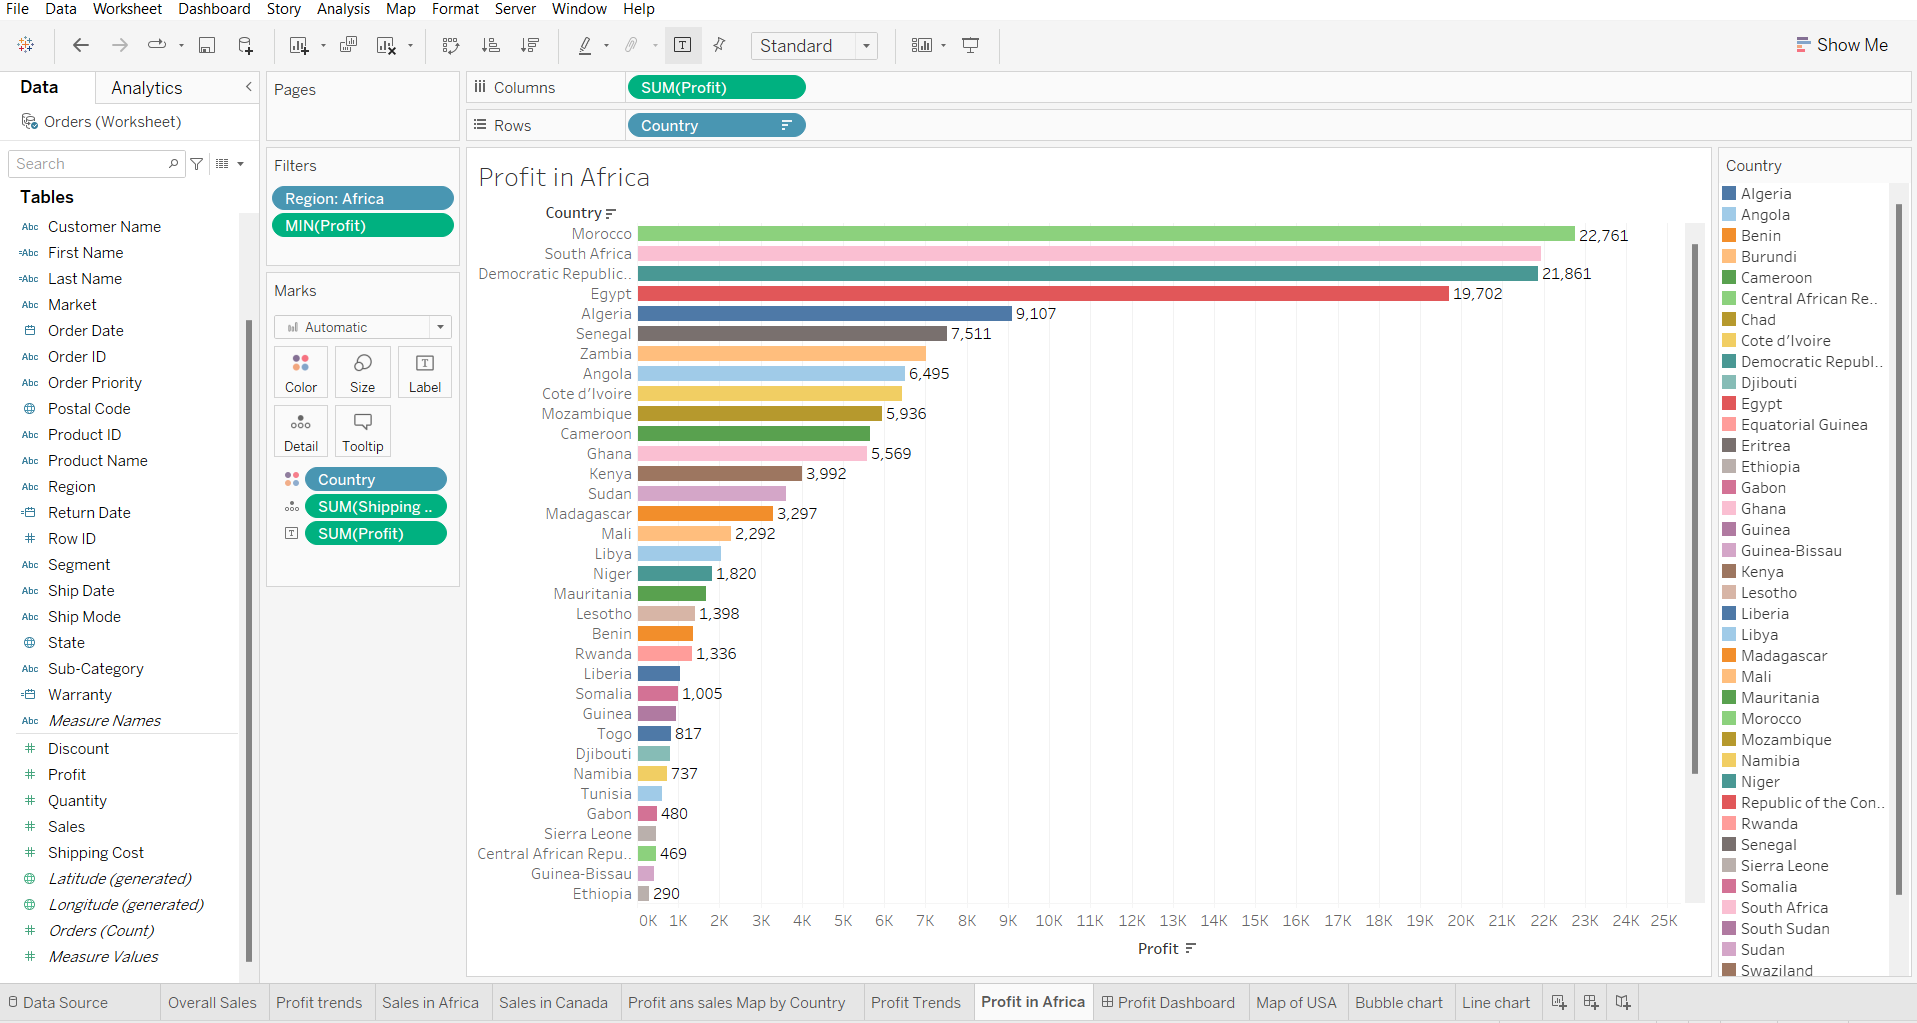 File Data Worksheet Dashboard Story Analysis Map Format Server Window Help
Standard
Show Me
Data Analytics
Orders (Worksheet)
Search
Tables
Abc Customer Name
=Abc First Name
=Abc Last Name
Abc Market
Order Date
Abc Order ID
Abc Order Priority
Postal Code
Abc Product ID
Abc Product Name
Abc Region
Return Date
# Row ID
Abc Segment
Abc Ship Date
Abc Ship Mode
State
Abc Sub-Category
Warranty
Abc Measure Names
# Discount
# Profit
# Quantity
# Sales
# Shipping Cost
Latitude (generated)
Longitude (generated)
# Orders (Count)
# Measure Values
Pages
Filters
Region: Africa
MIN(Profit)
Marks
Automatic
Color Size Label
Detail Tooltip
Country
SUM(Shipping ..
SUM(Profit)
Columns SUM(Profit)
Rows Country
Profit in Africa
Country
Morocco 22,761
South Africa
Democratic Republic.. 21,861
Egypt 19,702
Algeria 9,107
Senegal 7,511
Zambia
Angola 6,495
Cote d’Ivoire
Mozambique 5,936
Cameroon
Ghana 5,569
Kenya 3,992
Sudan
Madagascar 3,297
Mali 2,292
Libya
Niger 1,820
Mauritania
Lesotho 1,398
Benin
Rwanda 1,336
Liberia
Somalia 1,005
Guinea
Togo 817
Djibouti
Namibia 737
Tunisia
Gabon 480
Sierra Leone
Central African Repu.. 469
Guinea-Bissau
Ethiopia 290
0K 1K 2K 3K 4K 5K 6K 7K 8K 9K 10K 11K 12K 13K 14K 15K 16K 17K 18K 19K 20K 21K 22K 23K 24K 25K
Profit
Country
Algeria
Angola
Benin
Burundi
Cameroon
Central African Re..
Chad
Cote d’Ivoire
Democratic Republ..
Djibouti
Egypt
Equatorial Guinea
Eritrea
Ethiopia
Gabon
Ghana
Guinea
Guinea-Bissau
Kenya
Lesotho
Liberia
Libya
Madagascar
Mali
Mauritania
Morocco
Mozambique
Namibia
Niger
Republic of the Con..
Rwanda
Senegal
Sierra Leone
Somalia
South Africa
South Sudan
Sudan
Swaziland
Data Source Overall Sales Profit trends Sales in Africa Sales in Canada Profit ans sales Map by Country Profit Trends Profit in Africa Profit Dashboard Map of USA Bubble chart Line chart